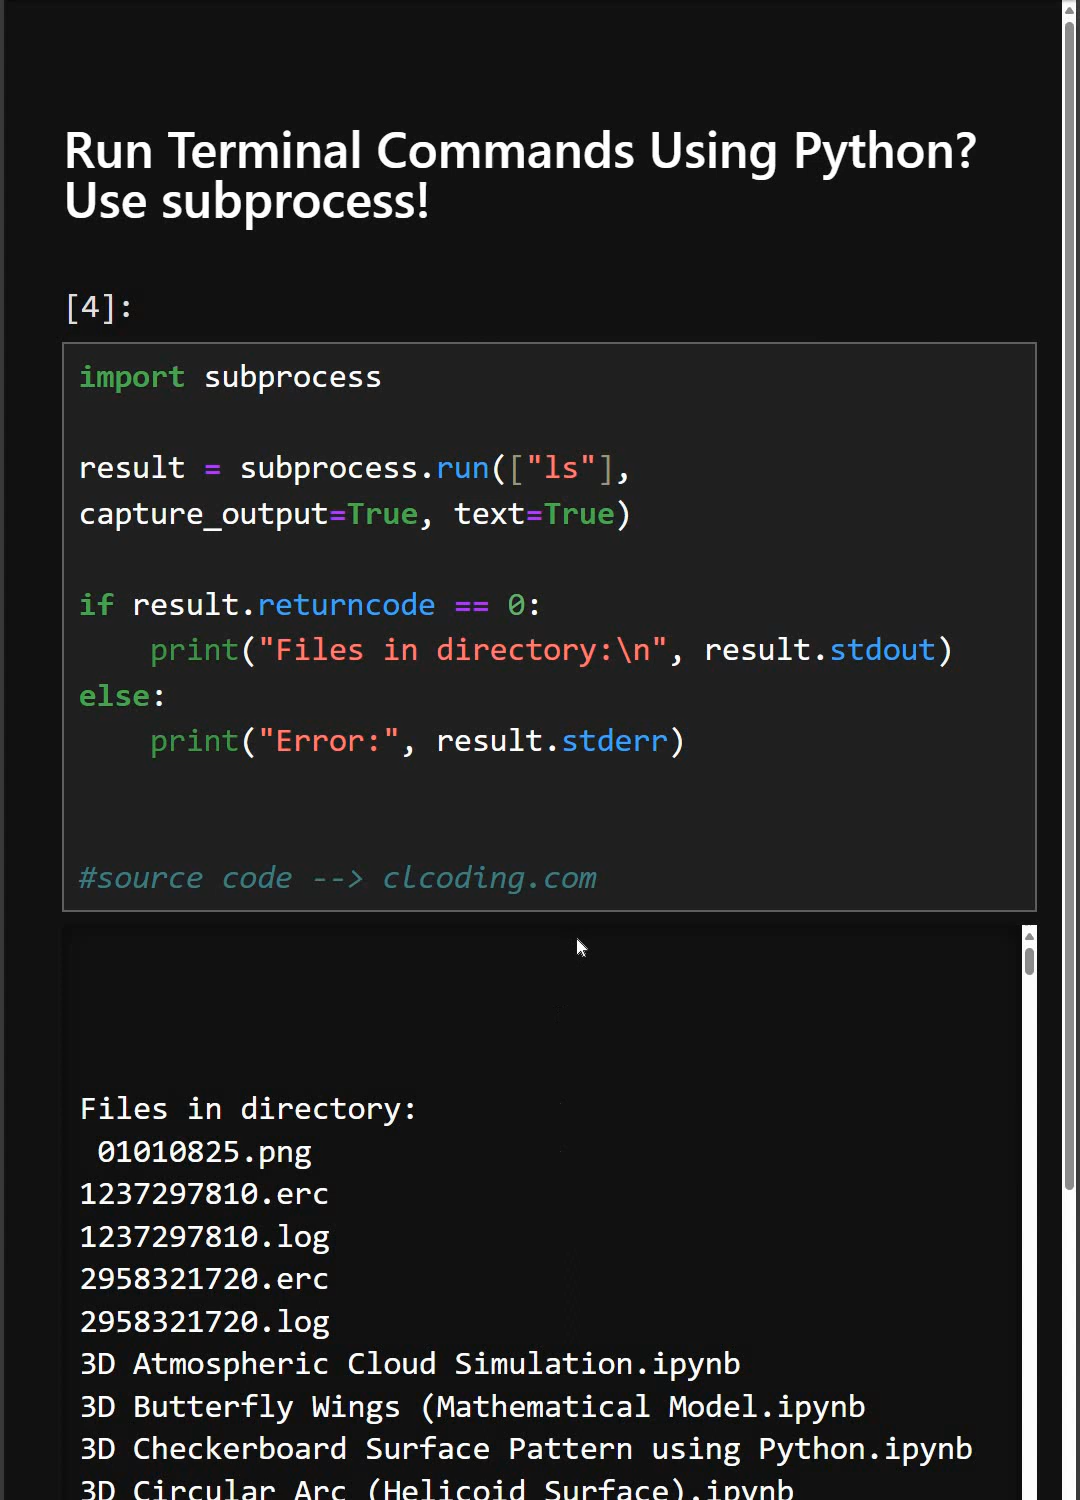 Run Terminal Commands Using Python?
Use subprocess!
[4]:
import subprocess
result = subprocess.run(["ls"],
capture_output=True, text=True)
if result.returncode == 0:
    print("Files in directory:\n", result.stdout)
else:
    print("Error:", result.stderr)
#source code --> clcoding.com
Files in directory:
 01010825.png
1237297810.erc
1237297810.log
2958321720.erc
2958321720.log
3D Atmospheric Cloud Simulation.ipynb
3D Butterfly Wings (Mathematical Model.ipynb
3D Checkerboard Surface Pattern using Python.ipynb
3D Circular Arc (Helicoid Surface).ipynb